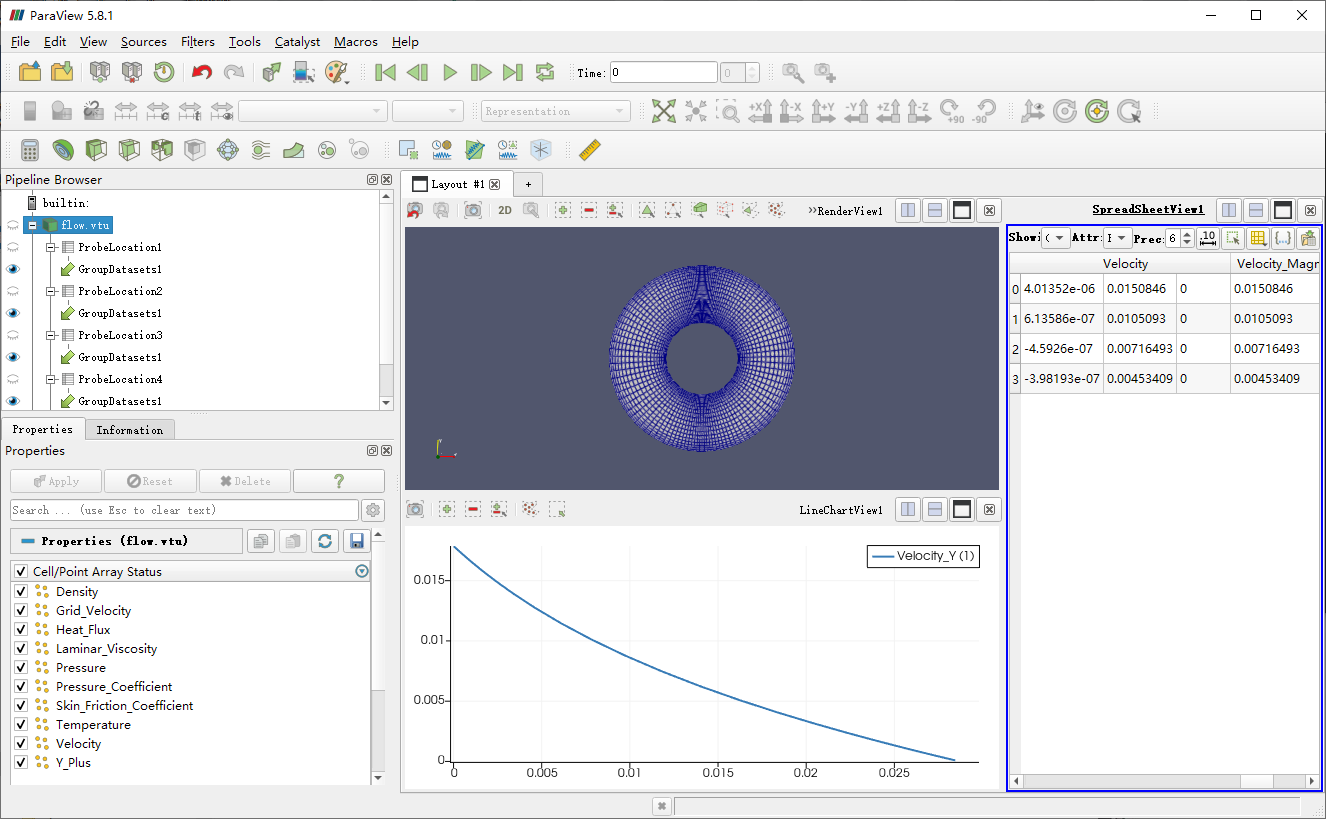 ParaView 5.8.1
File Edit View Sources Filters Tools Catalyst Macros Help
Time: 0 0
Representation
+X -X +Y -Y +Z -Z +90 -90
Pipeline Browser
builtin:
flow.vtu
ProbeLocation1
GroupDatasets1
ProbeLocation2
GroupDatasets1
ProbeLocation3
GroupDatasets1
ProbeLocation4
GroupDatasets1
Properties Information
Properties
Apply Reset Delete ?
Search ... (use Esc to clear text)
Properties (flow.vtu)
Cell/Point Array Status
Density
Grid_Velocity
Heat_Flux
Laminar_Viscosity
Pressure
Pressure_Coefficient
Skin_Friction_Coefficient
Temperature
Velocity
Y_Plus
Layout #1 +
2D RenderView1
LineChartView1
Velocity_Y (1)
0.015
0.01
0.005
0
0 0.005 0.01 0.015 0.02 0.025
SpreadSheetView1
Showi Attr: Prec: 6 .10
Velocity Velocity_Magr
0 4.01352e-06 0.0150846 0 0.0150846
1 6.13586e-07 0.0105093 0 0.0105093
2 -4.5926e-07 0.00716493 0 0.00716493
3 -3.98193e-07 0.00453409 0 0.00453409